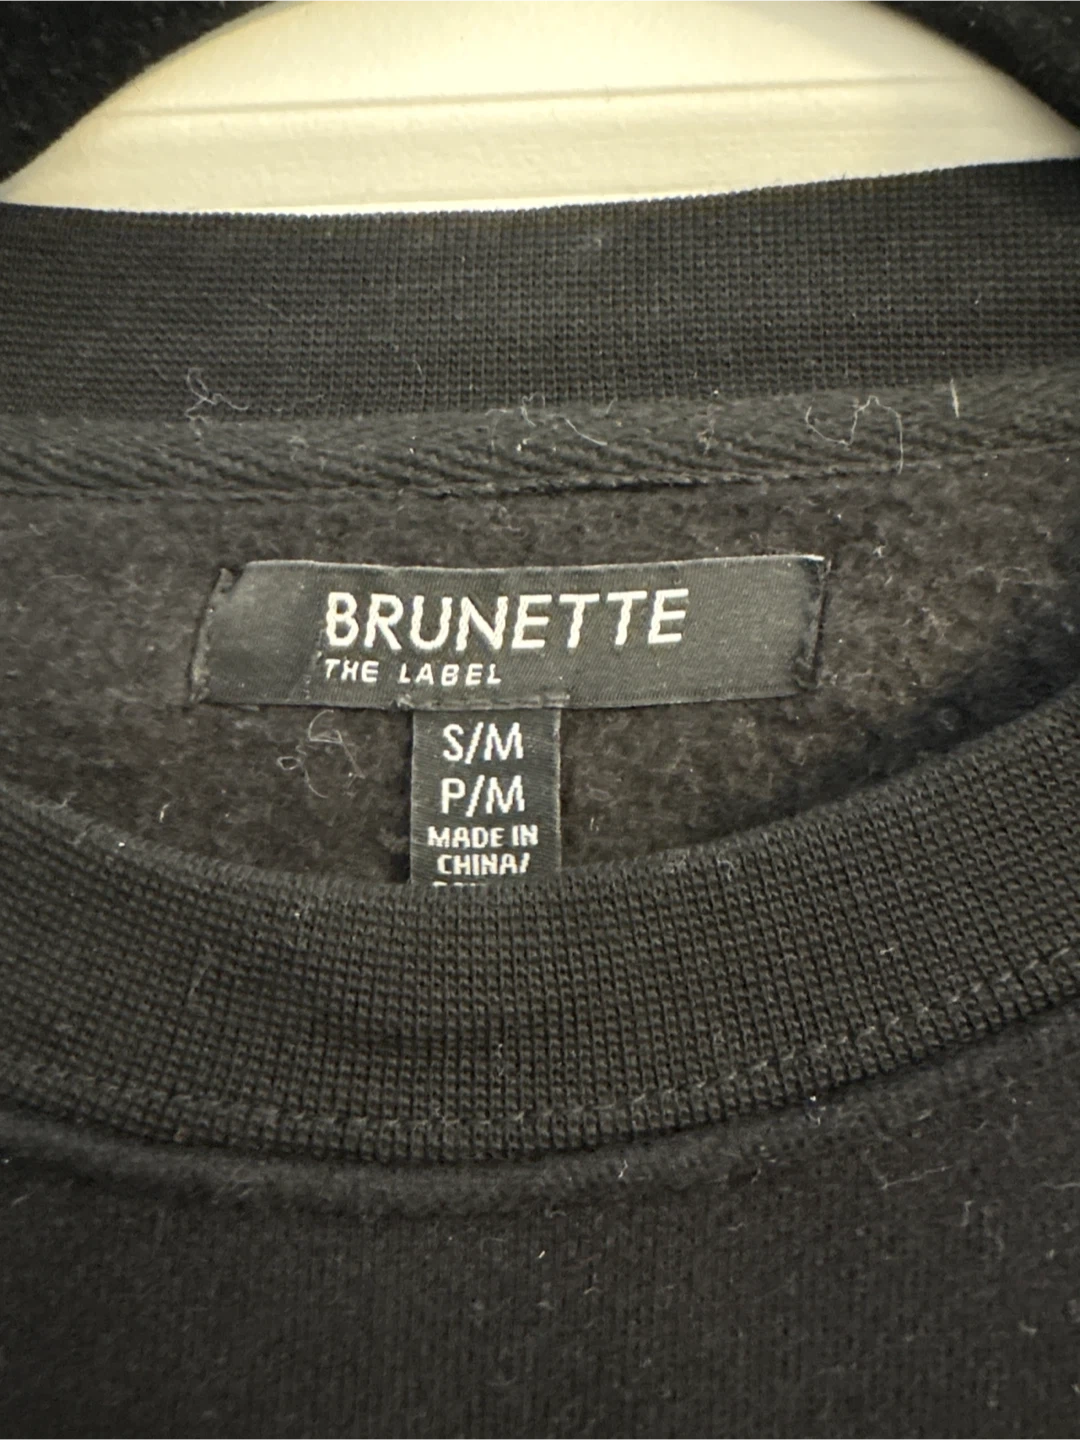 BRUNETTE
THE LABEL
S/M
P/M
MADE IN
CHINA/